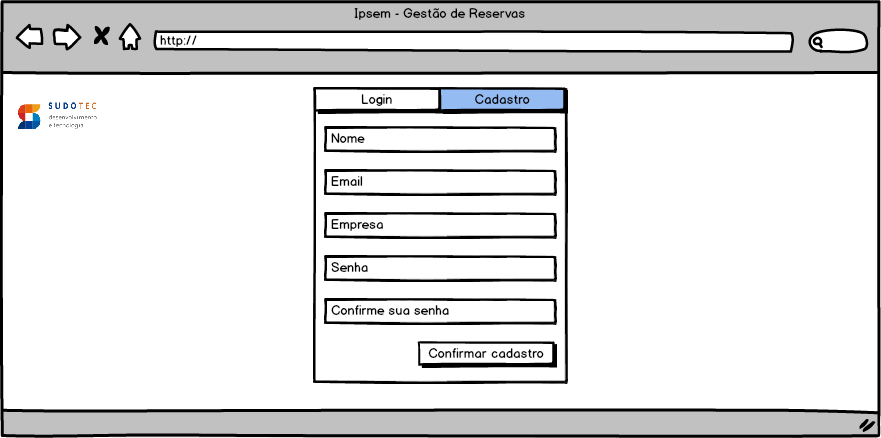 Ipsem - Gestão de Reservas
http://
SUDOTEC
desenvolvimento
e tecnologia
Login
Cadastro
Nome
Email
Empresa
Senha
Confirme sua senha
Confirmar cadastro